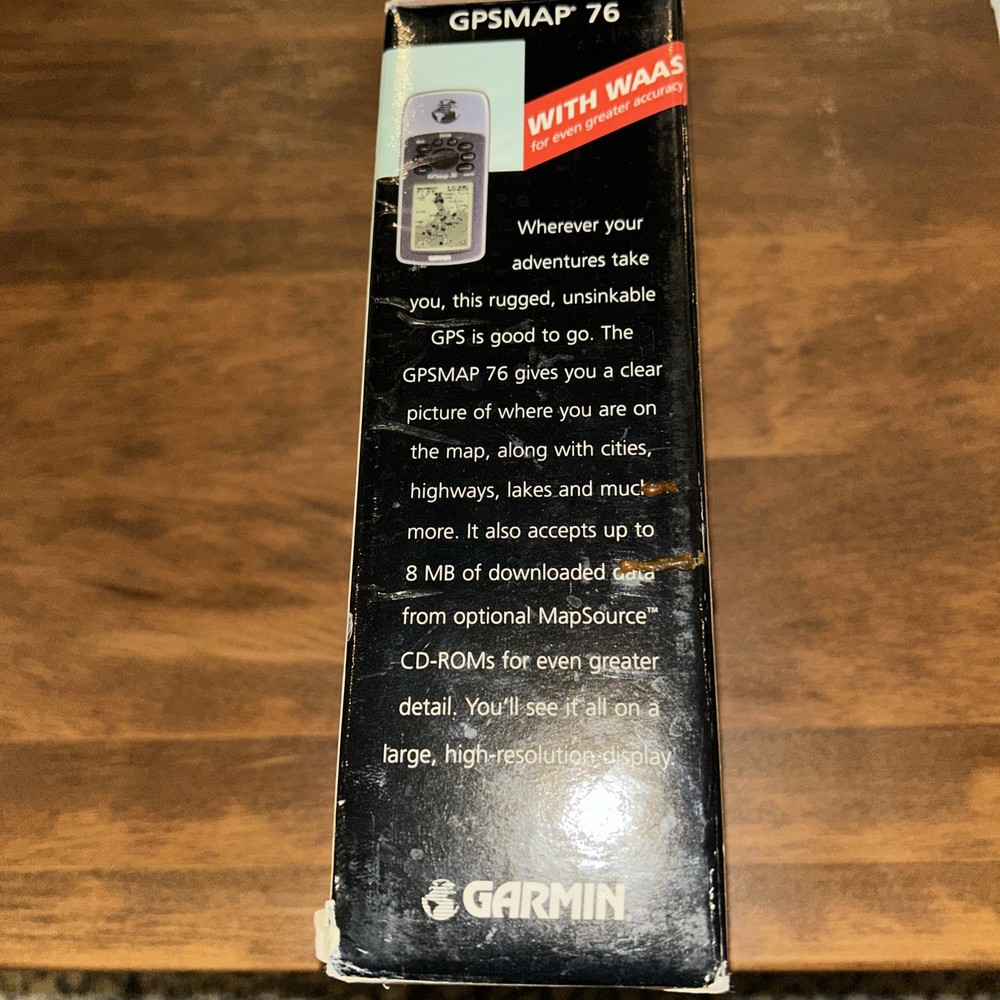 GPSMAP® 76
WITH WAAS
for even greater accuracy
GPSmap 76
GARMIN
Wherever your
adventures take
you, this rugged, unsinkable
GPS is good to go. The
GPSMAP 76 gives you a clear
picture of where you are on
the map, along with cities,
highways, lakes and much
more. It also accepts up to
8 MB of downloaded data
from optional MapSource™
CD-ROMs for even greater
detail. You'll see it all on a
large, high-resolution display.
GARMIN